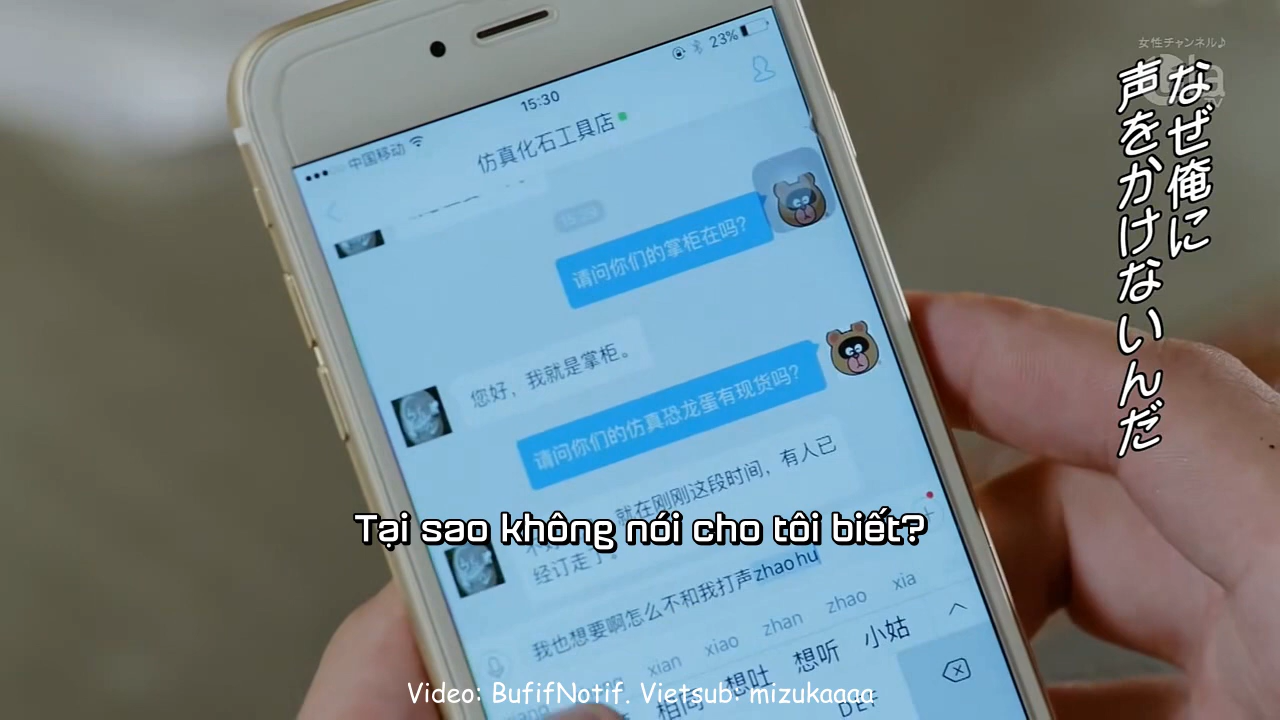 女性チャンネル♪
なぜ俺に
声をかけないんだ
中国移动
15:30
23%
仿真化石工具店
请问你们的掌柜在吗?
您好，我就是掌柜。
请问你们的仿真恐龙蛋有现货吗?
就在刚刚这段时间，有人已
经订走了
我也想要啊怎么不和我打声zhao hu
xian xiao zhan zhao xia
相同 想吐 想听 小姑
DEF
Tại sao không nói cho tôi biết?
Video: BufifNotif. Vietsub: mizukaaaa